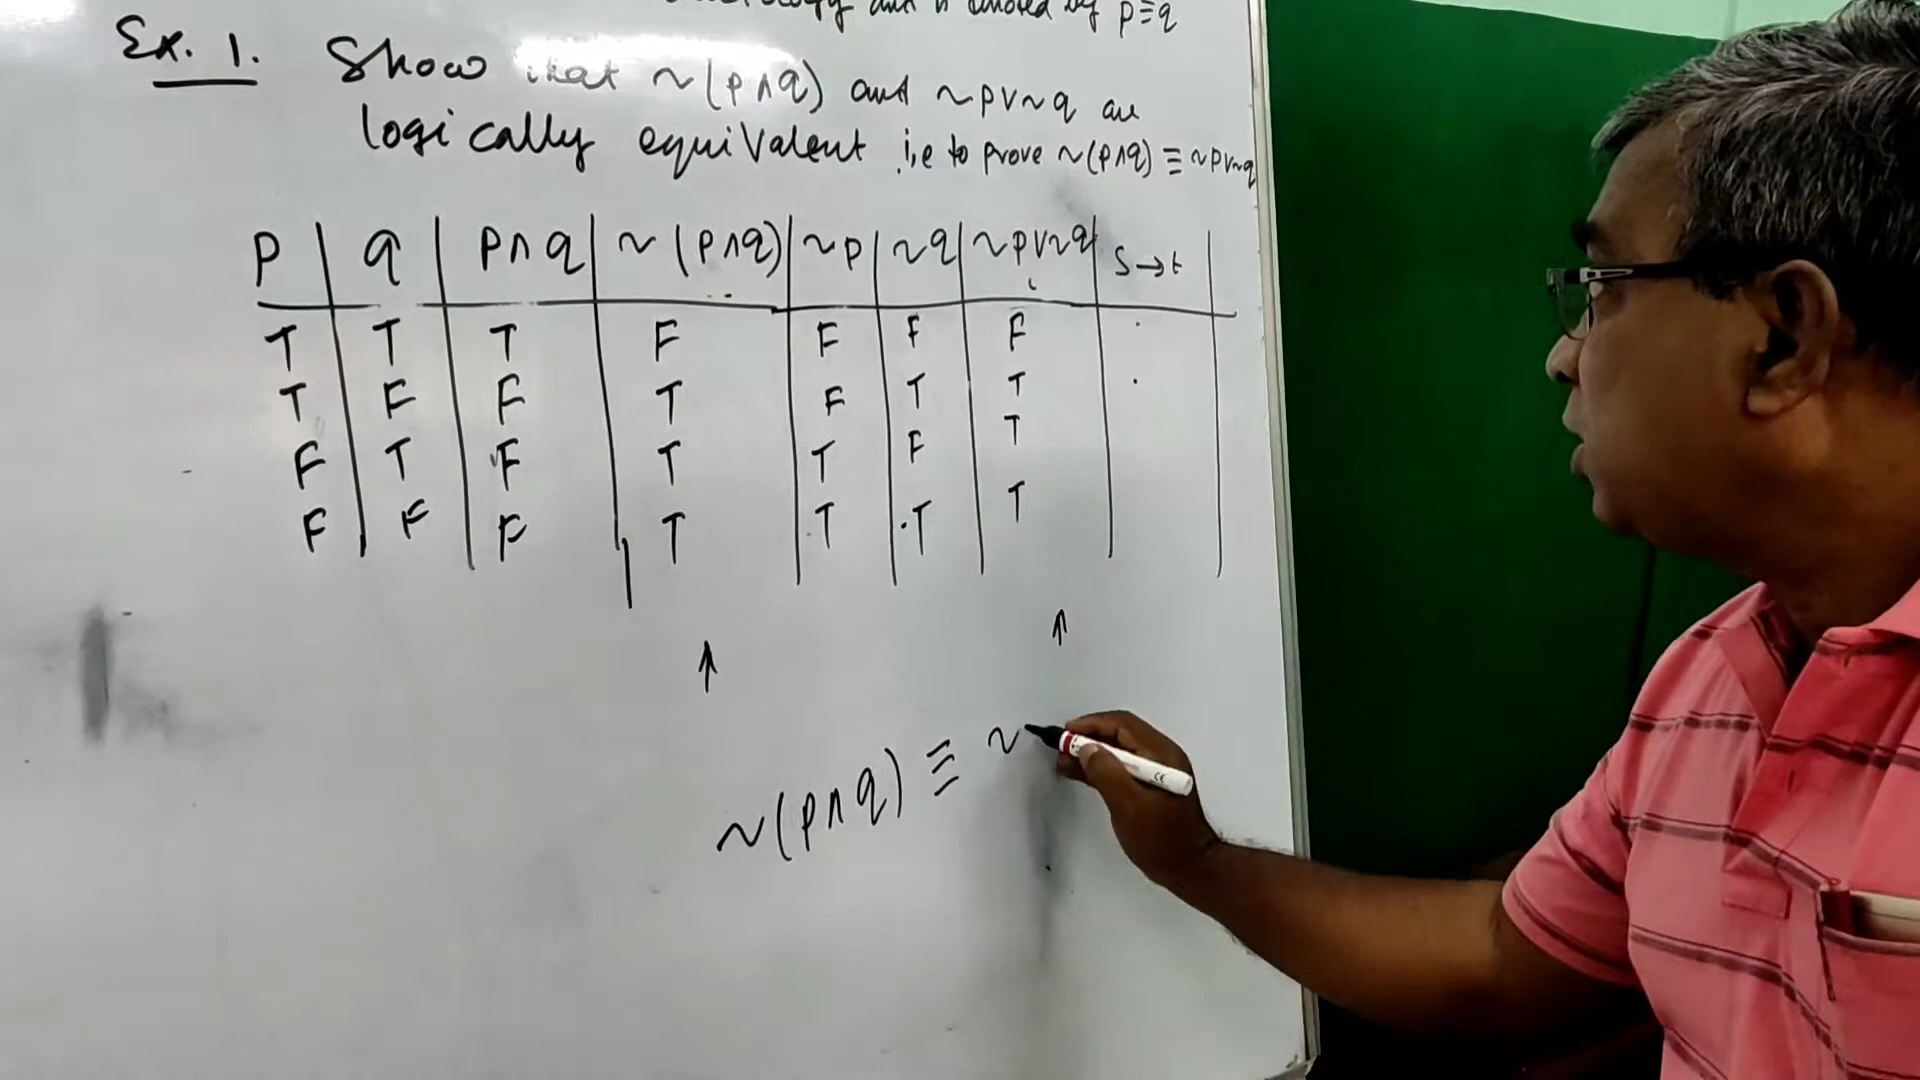 and is denoted by p≡q
Ex. 1. Show that ~(p∧q) and ~p∨~q are
logically equivalent i.e to prove ~(p∧q) ≡ ~p∨~q
p q p∧q ~(p∧q) ~p ~q ~p∨~q s→t
T T T F F F F
T F F T F T T
F T F T T F T
F F F T T T T
↑ ↑
~(p∧q) ≡ ~